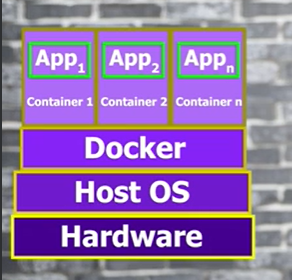 App1 App2 Appn
Container 1 Container 2 Container n
Docker
Host OS
Hardware